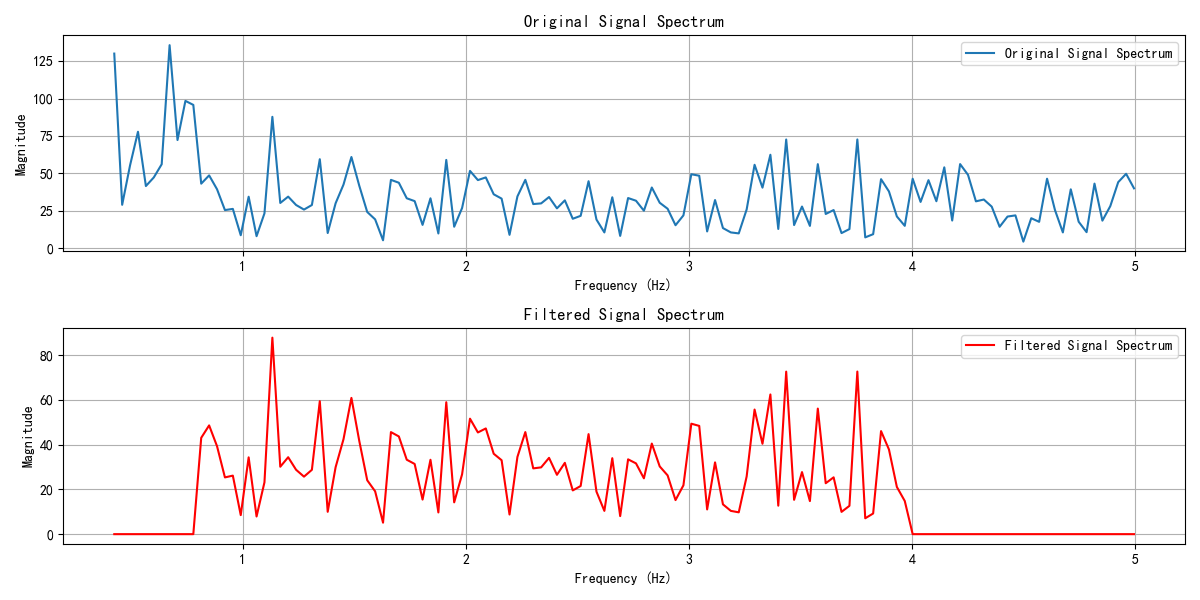 Original Signal Spectrum
Original Signal Spectrum
125
100
75
50
25
0
Magnitude
1
2
3
4
5
Frequency (Hz)
Filtered Signal Spectrum
Filtered Signal Spectrum
80
60
40
20
0
Magnitude
1
2
3
4
5
Frequency (Hz)